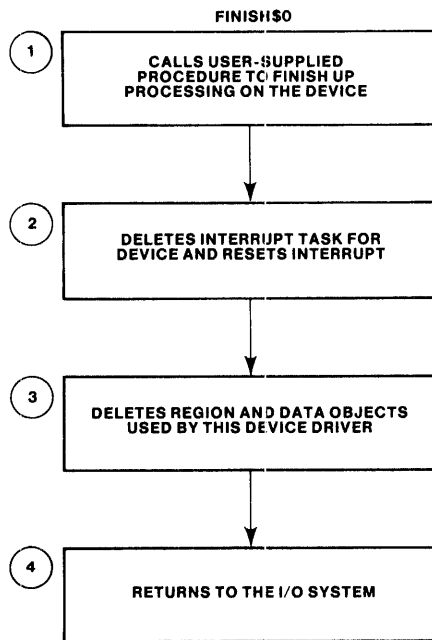 FINISH$0
1
CALLS USER-SUPPLIED
PROCEDURE TO FINISH UP
PROCESSING ON THE DEVICE
2
DELETES INTERRUPT TASK FOR
DEVICE AND RESETS INTERRUPT
3
DELETES REGION AND DATA OBJECTS
USED BY THIS DEVICE DRIVER
4
RETURNS TO THE I/O SYSTEM